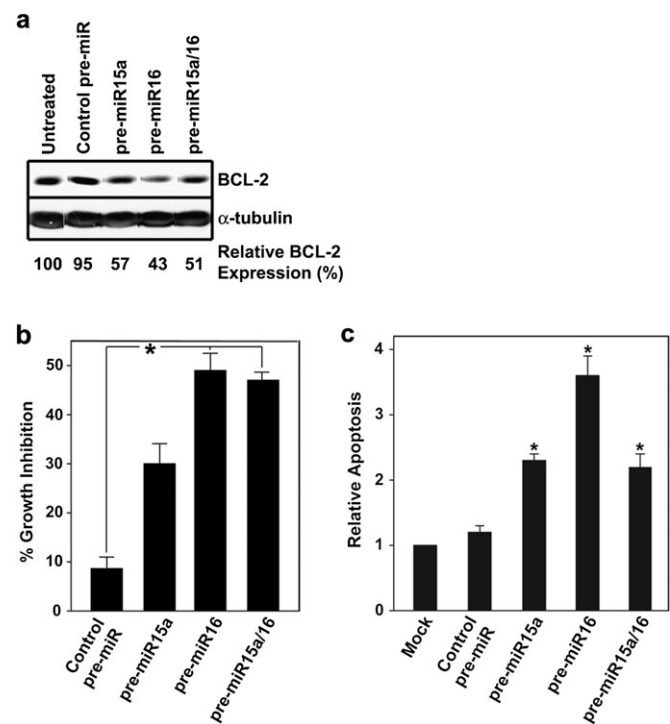 a
Untreated
Control pre-miR
pre-miR15a
pre-miR16
pre-miR15a/16
BCL-2
α-tubulin
100 95 57 43 51
Relative BCL-2
Expression (%)
b
% Growth Inhibition
50
40
30
20
10
0
*
Control
pre-miR
pre-miR15a
pre-miR16
pre-miR15a/16
c
Relative Apoptosis
4
3
2
1
0
*
*
*
Mock
Control
pre-miR
pre-miR15a
pre-miR16
pre-miR15a/16